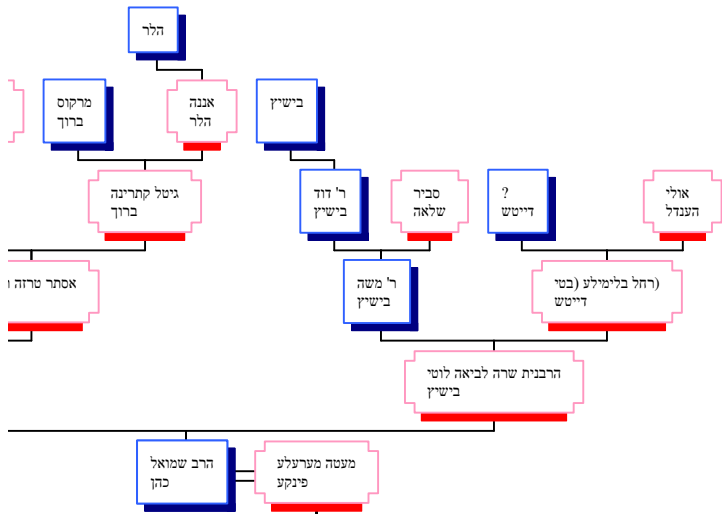 הלר
מרקוס
ברוך
אננה
הלר
בישיץ
גיטל קתרינה
ברוך
ר' דוד
בישיץ
סביר
שלאה
?
דייטש
אולי
הענדל
אסתר טרזה
ר' משה
בישיץ
רחל בלימילע (בטי)
דייטש
הרבנית שרה לביאה לוטי
בישיץ
הרב שמואל
כהן
מעטה מערעלע
פינקע